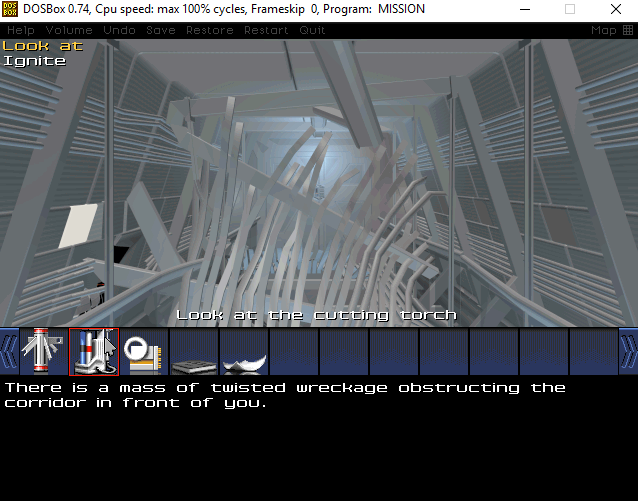 DOS
BOX
DOSBox 0.74, Cpu speed: max 100% cycles, Frameskip 0, Program: MISSION
Help Volume Undo Save Restore Restart Quit Map
Look at
Ignite
Look at the cutting torch
There is a mass of twisted wreckage obstructing the
corridor in front of you.